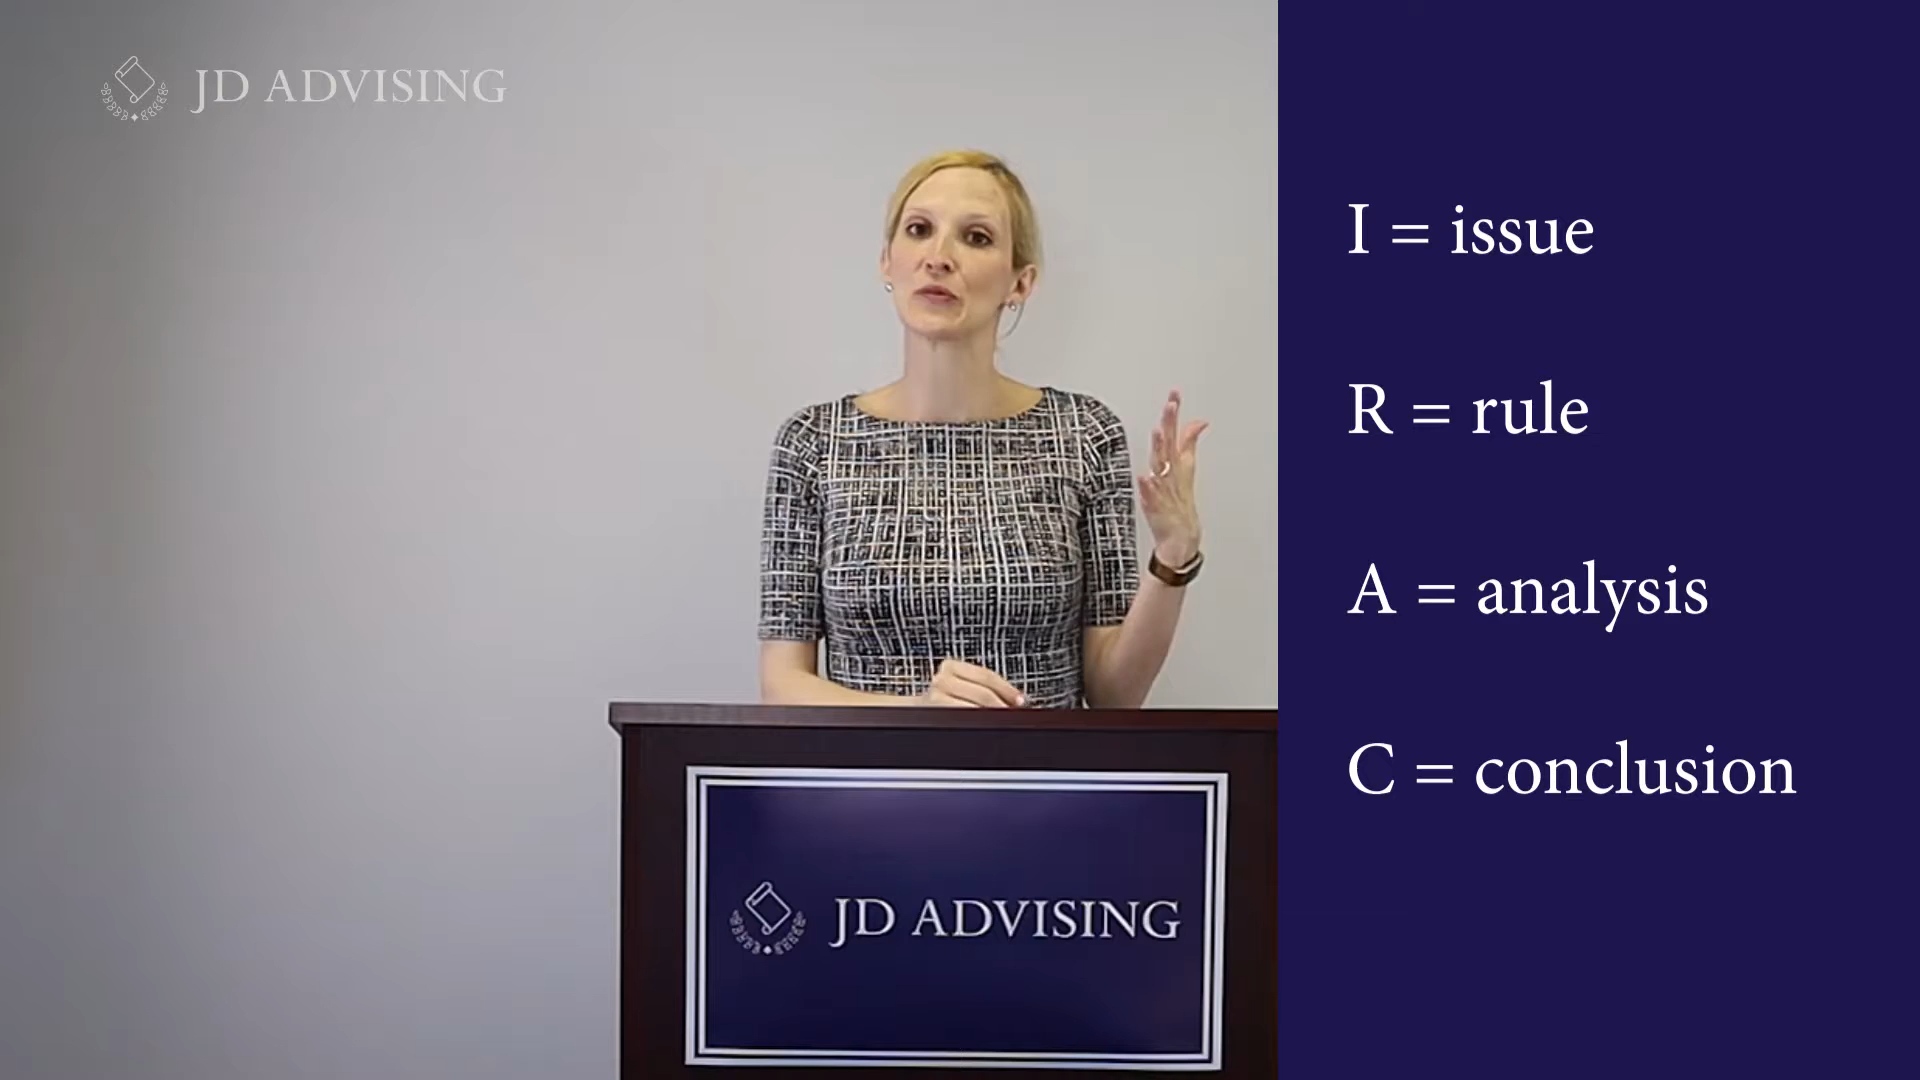 JD ADVISING
I = issue
R = rule
A = analysis
C = conclusion
JD ADVISING